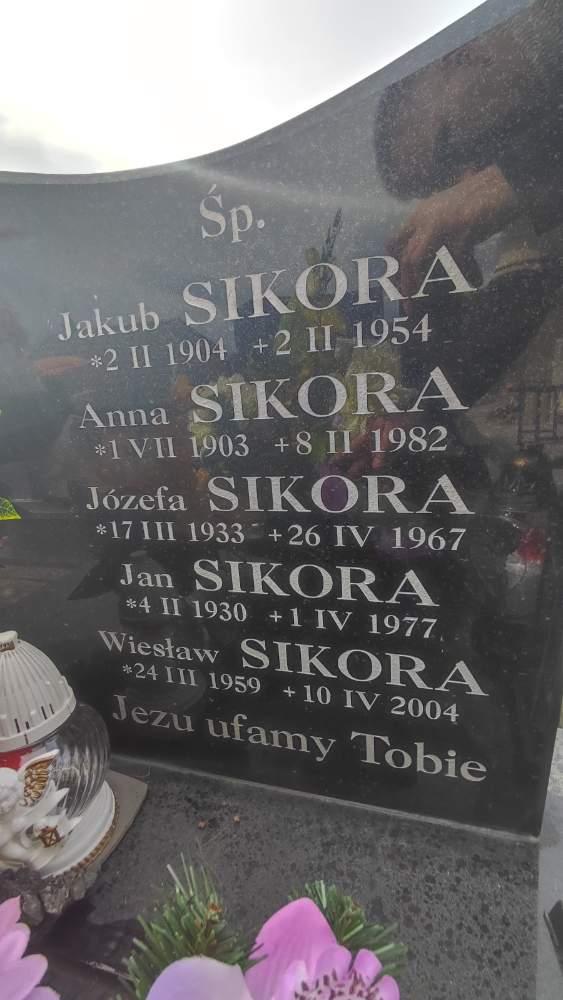 Śp.
Jakub SIKORA
*2 II 1904 +2 II 1954
Anna SIKORA
*1 VII 1903 +8 II 1982
Józefa SIKORA
*17 III 1933 +26 IV 1967
Jan SIKORA
*4 II 1930 +1 IV 1977
Wiesław SIKORA
*24 III 1959 +10 IV 2004
Jezu ufamy Tobie